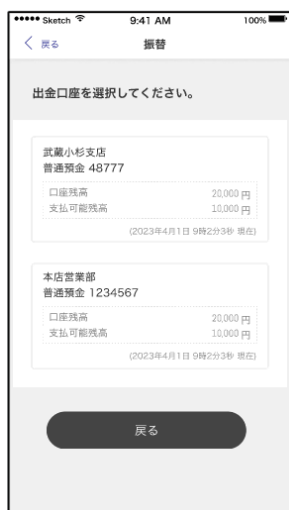 Sketch 9:41 AM 100%
戻る 振替
出金口座を選択してください。
武蔵小杉支店
普通預金 48777
口座残高 20,000 円
支払可能残高 10,000 円
(2023年4月1日 9時2分3秒 現在)
本店営業部
普通預金 1234567
口座残高 20,000 円
支払可能残高 10,000 円
(2023年4月1日 9時2分3秒 現在)
戻る